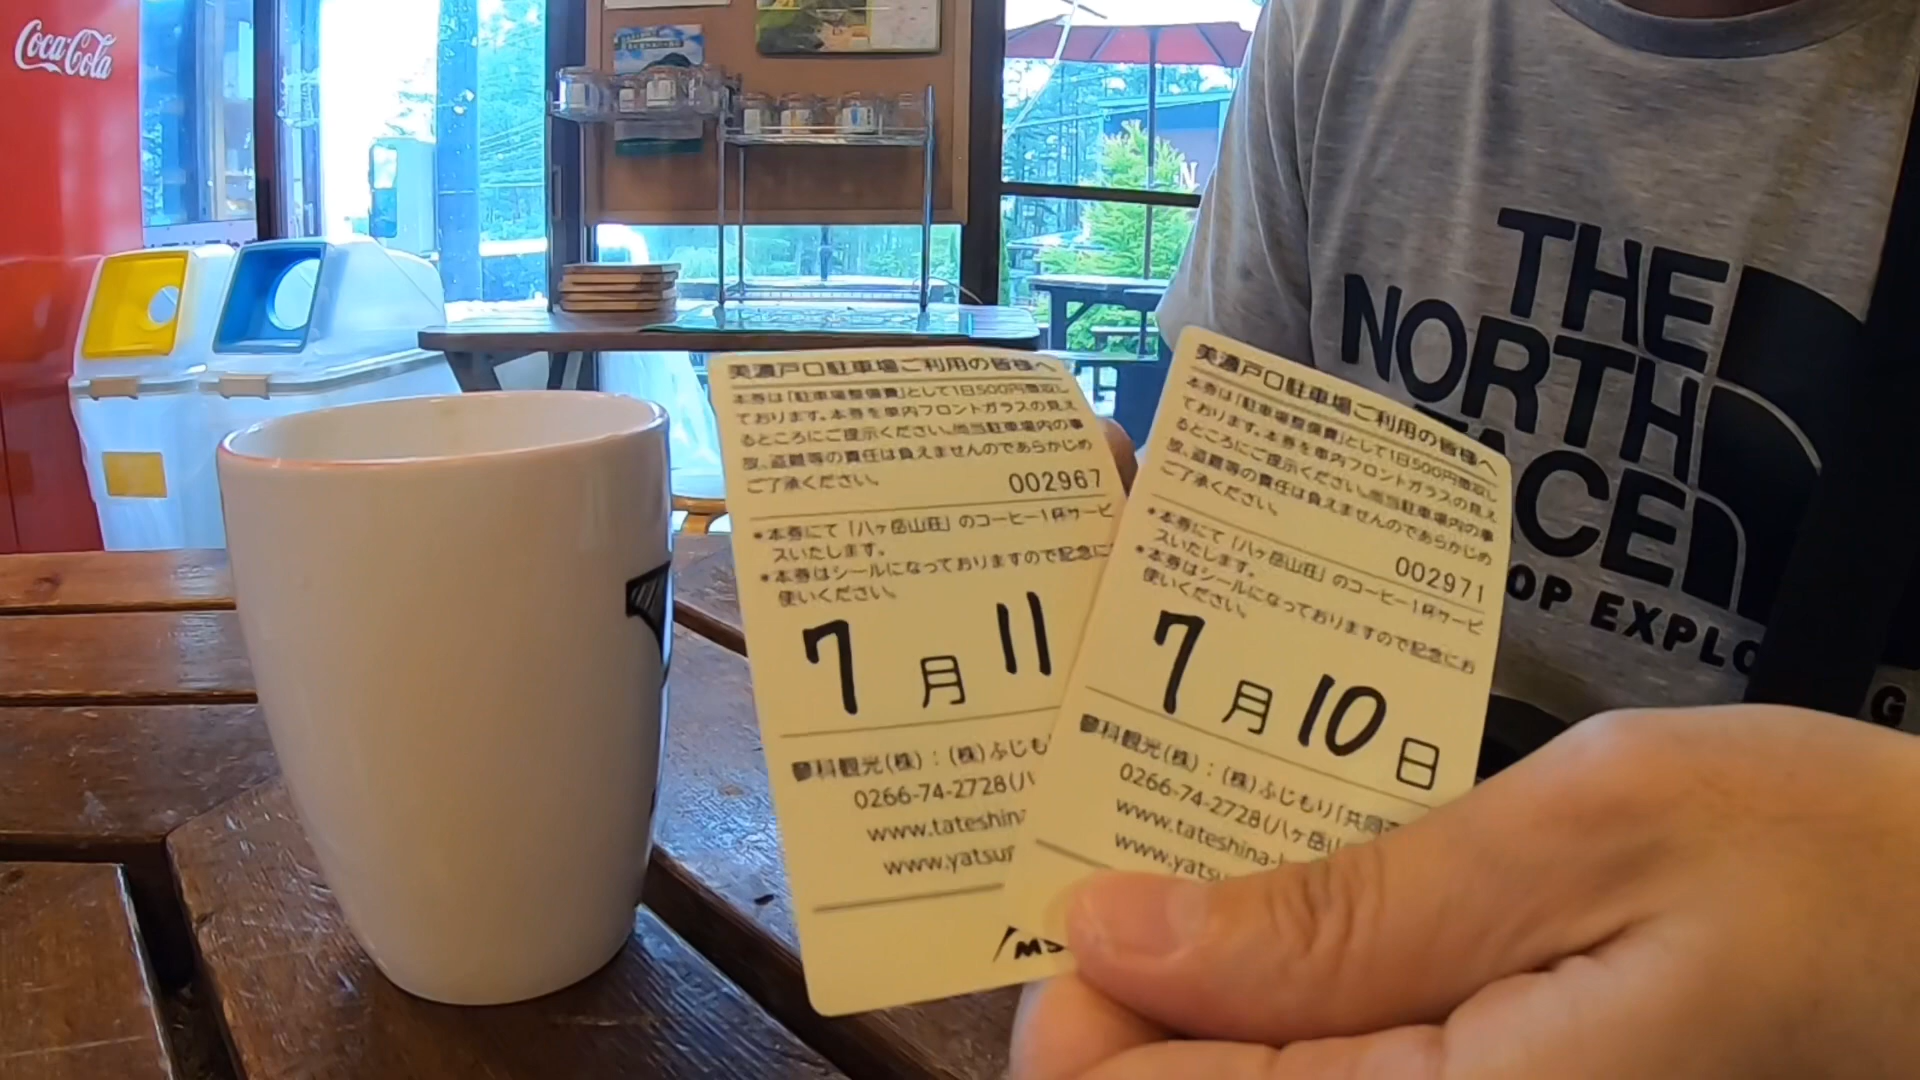 Coca-Cola
THE
NORTH
FACE
OP EXPLO
G
美濃戸口駐車場ご利用の皆様へ
本券は「駐車場整備費」として1日500円徴収し
ております。本券を車内フロントガラスの見え
るところにご提示ください。尚当駐車場内の事
故、盗難等の責任は負えませんのであらかじめ
ご了承ください。
002967
*本券にて「八ヶ岳山荘」のコーヒー1杯サービ
スいたします。
*本券はシールになっておりますので記念に
使いください。
7月11
蓼科観光(株):(株)ふじも
0266-74-2728(八
www.tateshina
www.yatsu
美濃戸口駐車場ご利用の皆様へ
本券は「駐車場整備費」として1日500円徴収し
ております。本券を車内フロントガラスの見え
るところにご提示ください。尚当駐車場内の事
故、盗難等の責任は負えませんのであらかじめ
ご了承ください。
002971
*本券にて「八ヶ岳山荘」のコーヒー1杯サービ
スいたします。
*本券はシールになっておりますので記念にお
使いください。
7月10日
蓼科観光(株):(株)ふじもり「共同
0266-74-2728(八ヶ岳山
www.tateshina-
www.yatsu